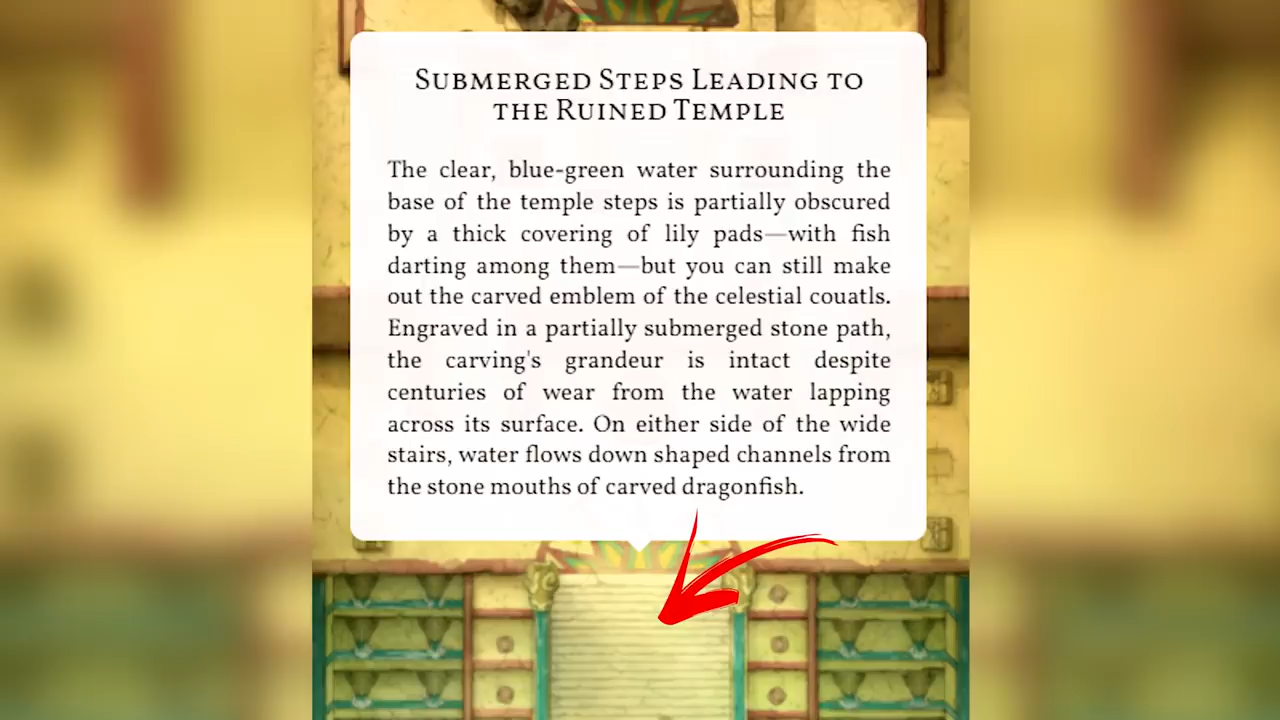 Submerged Steps Leading to
the Ruined Temple
The clear, blue-green water surrounding the
base of the temple steps is partially obscured
by a thick covering of lily pads—with fish
darting among them—but you can still make
out the carved emblem of the celestial couatls.
Engraved in a partially submerged stone path,
the carving's grandeur is intact despite
centuries of wear from the water lapping
across its surface. On either side of the wide
stairs, water flows down shaped channels from
the stone mouths of carved dragonfish.